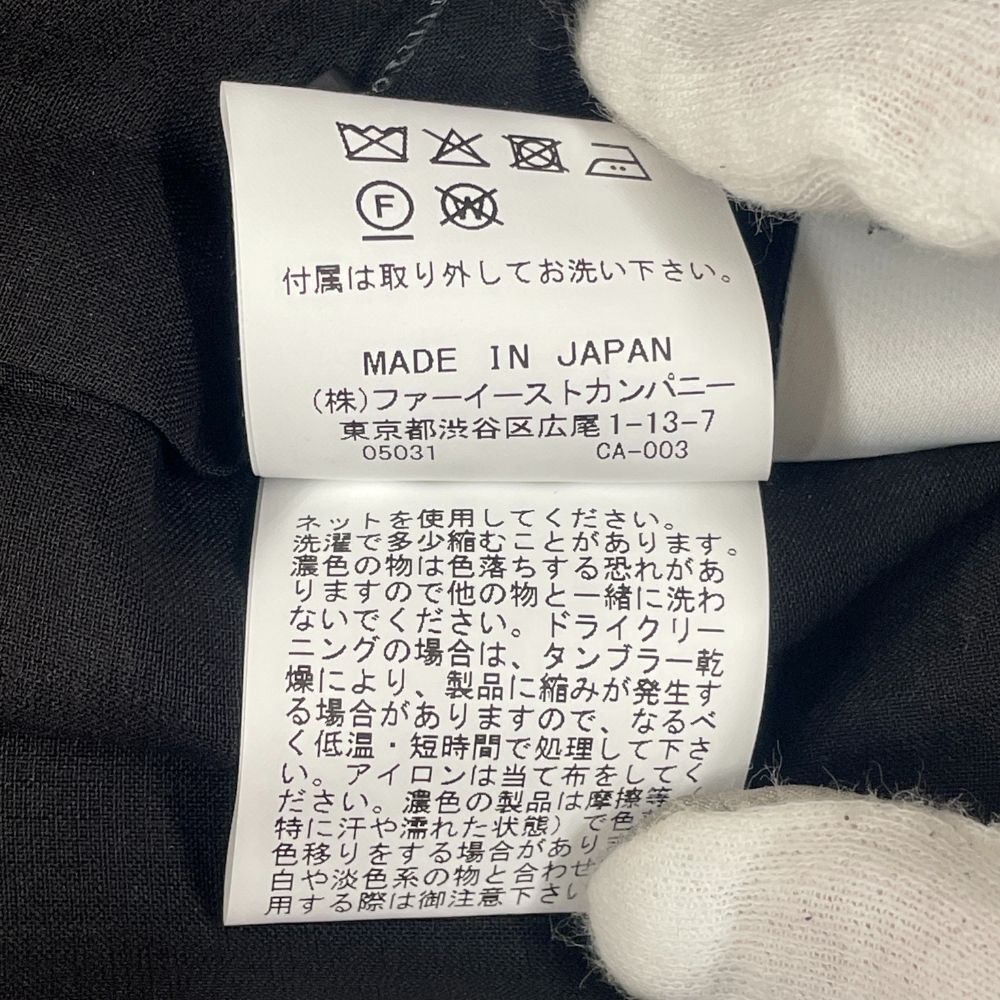 F
W
付属は取り外してお洗い下さい。
MADE IN JAPAN
(株)ファーイーストカンパニー
東京都渋谷区広尾1-13-7
05031 CA-003
ネットを使用してください。
洗濯で多少縮むことがあります。
濃色の物は色落ちする恐れがあ
りますので他の物と一緒に洗わ
ないでください。ドライクリー
ニングの場合は、タンブラー乾
燥により、製品に縮みが発生す
る場合がありますので、なるべ
く低温・短時間で処理して下さ
い。アイロンは当て布をしてく
ださい。濃色の製品は摩擦等(
特に汗や濡れた状態)で色
色移りをする場合があり
白や淡色系の物と合わせ
用する際は御注意下さい